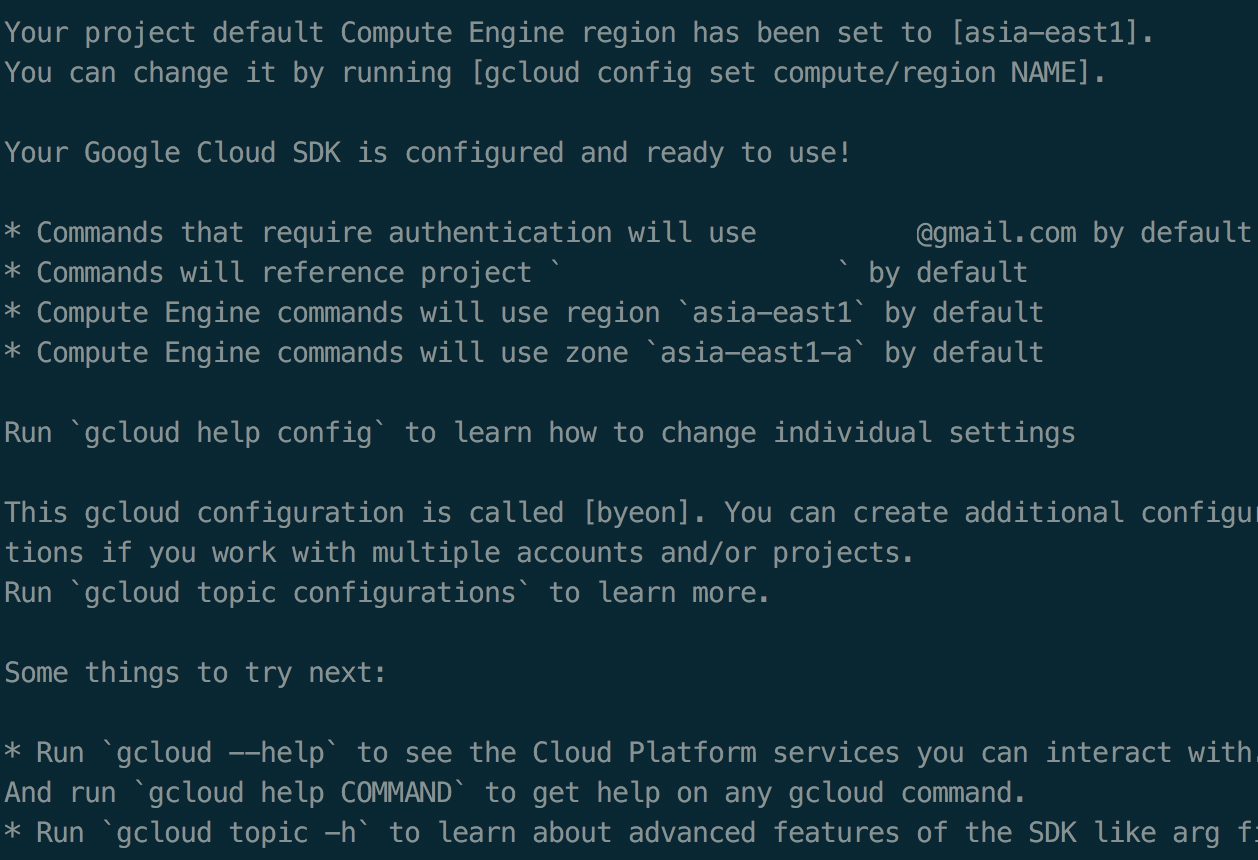 Your project default Compute Engine region has been set to [asia-east1].
You can change it by running [gcloud config set compute/region NAME].
Your Google Cloud SDK is configured and ready to use!
* Commands that require authentication will use @gmail.com by default
* Commands will reference project ` ` by default
* Compute Engine commands will use region `asia-east1` by default
* Compute Engine commands will use zone `asia-east1-a` by default
Run `gcloud help config` to learn how to change individual settings
This gcloud configuration is called [byeon]. You can create additional configur
tions if you work with multiple accounts and/or projects.
Run `gcloud topic configurations` to learn more.
Some things to try next:
* Run `gcloud --help` to see the Cloud Platform services you can interact with.
And run `gcloud help COMMAND` to get help on any gcloud command.
* Run `gcloud topic -h` to learn about advanced features of the SDK like arg fi